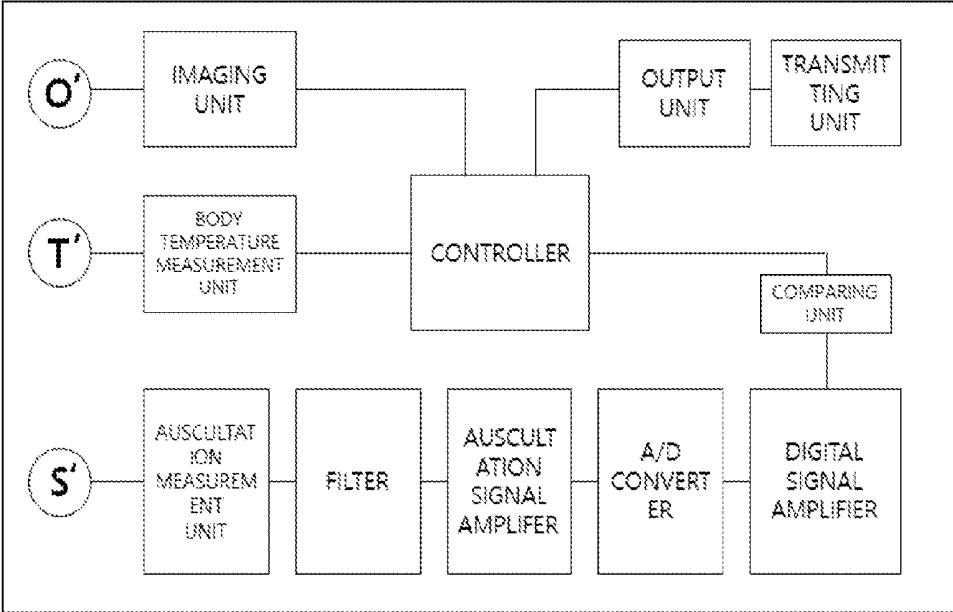 O'
IMAGING
UNIT
OUTPUT
UNIT
TRANSMIT
TING
UNIT
T'
BODY
TEMPERATURE
MEASUREMENT
UNIT
CONTROLLER
COMPARING
UNIT
S'
AUSCULTAT
ION
MEASUREM
ENT
UNIT
FILTER
AUSCULT
ATION
SIGNAL
AMPLIFER
A/D
CONVERT
ER
DIGITAL
SIGNAL
AMPLIFIER